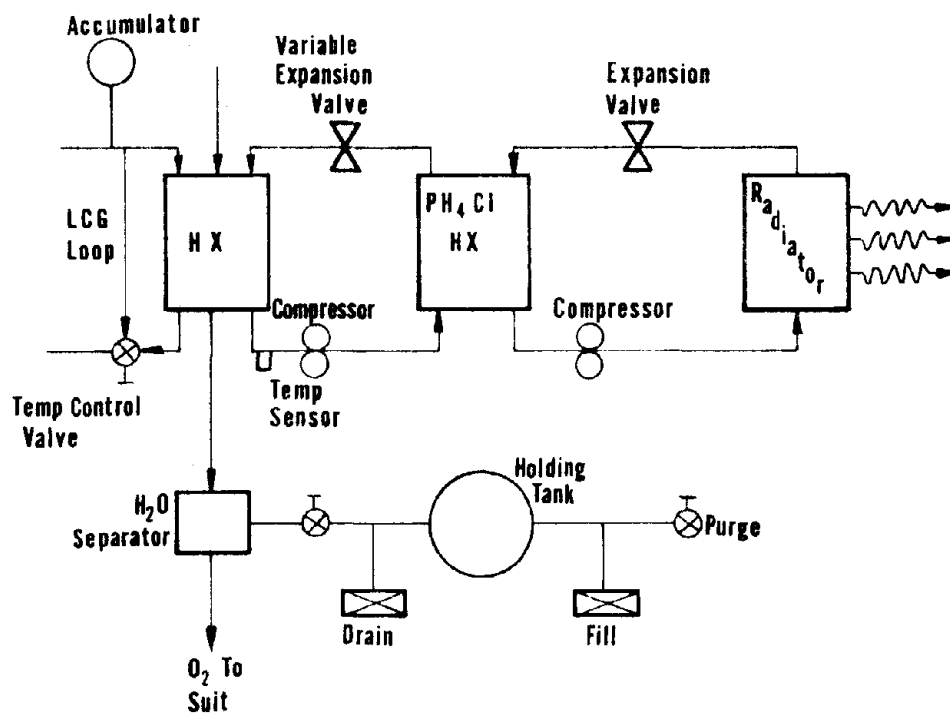 Accumulator
Variable
Expansion
Valve
Expansion
Valve
LCG
Loop
HX
PH₄Cl
HX
Radiator
Compressor
Compressor
Temp
Sensor
Temp Control
Valve
H₂O
Separator
Holding
Tank
Purge
Drain
Fill
O₂ To
Suit